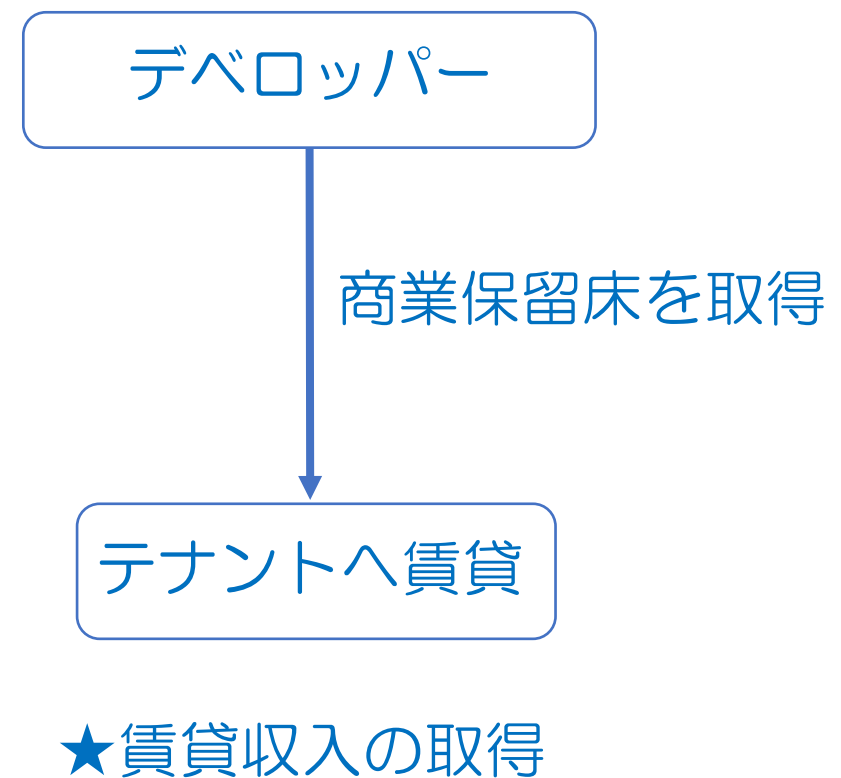 デベロッパー
商業保留床を取得
テナントへ賃貸
★賃貸収入の取得